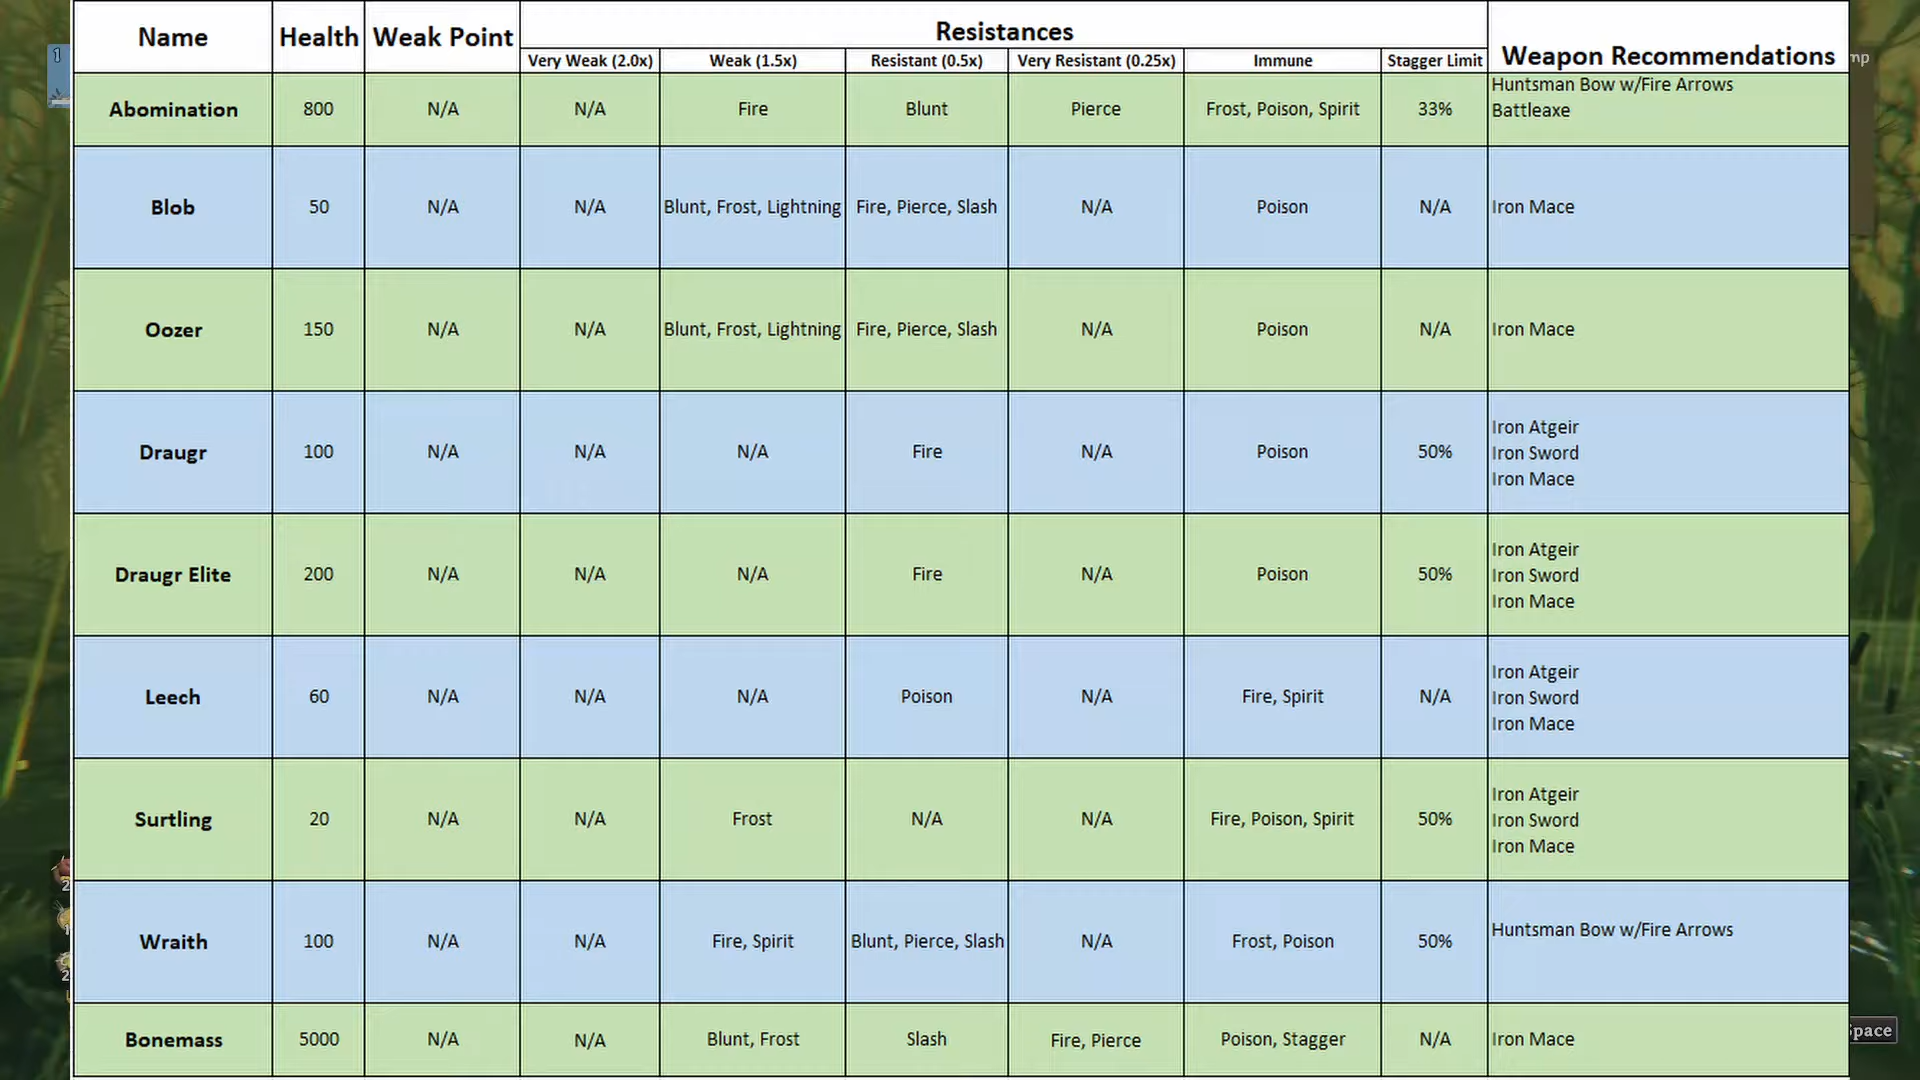 Name Health Weak Point Resistances Weapon Recommendations
Very Weak (2.0x) Weak (1.5x) Resistant (0.5x) Very Resistant (0.25x) Immune Stagger Limit
Abomination 800 N/A N/A Fire Blunt Pierce Frost, Poison, Spirit 33% Huntsman Bow w/Fire Arrows
Battleaxe
Blob 50 N/A N/A Blunt, Frost, Lightning Fire, Pierce, Slash N/A Poison N/A Iron Mace
Oozer 150 N/A N/A Blunt, Frost, Lightning Fire, Pierce, Slash N/A Poison N/A Iron Mace
Draugr 100 N/A N/A N/A Fire N/A Poison 50% Iron Atgeir
Iron Sword
Iron Mace
Draugr Elite 200 N/A N/A N/A Fire N/A Poison 50% Iron Atgeir
Iron Sword
Iron Mace
Leech 60 N/A N/A N/A Poison N/A Fire, Spirit N/A Iron Atgeir
Iron Sword
Iron Mace
Surtling 20 N/A N/A Frost N/A N/A Fire, Poison, Spirit 50% Iron Atgeir
Iron Sword
Iron Mace
Wraith 100 N/A N/A Fire, Spirit Blunt, Pierce, Slash N/A Frost, Poison 50% Huntsman Bow w/Fire Arrows
Bonemass 5000 N/A N/A Blunt, Frost Slash Fire, Pierce Poison, Stagger N/A Iron Mace
1
mp
2
2
Space